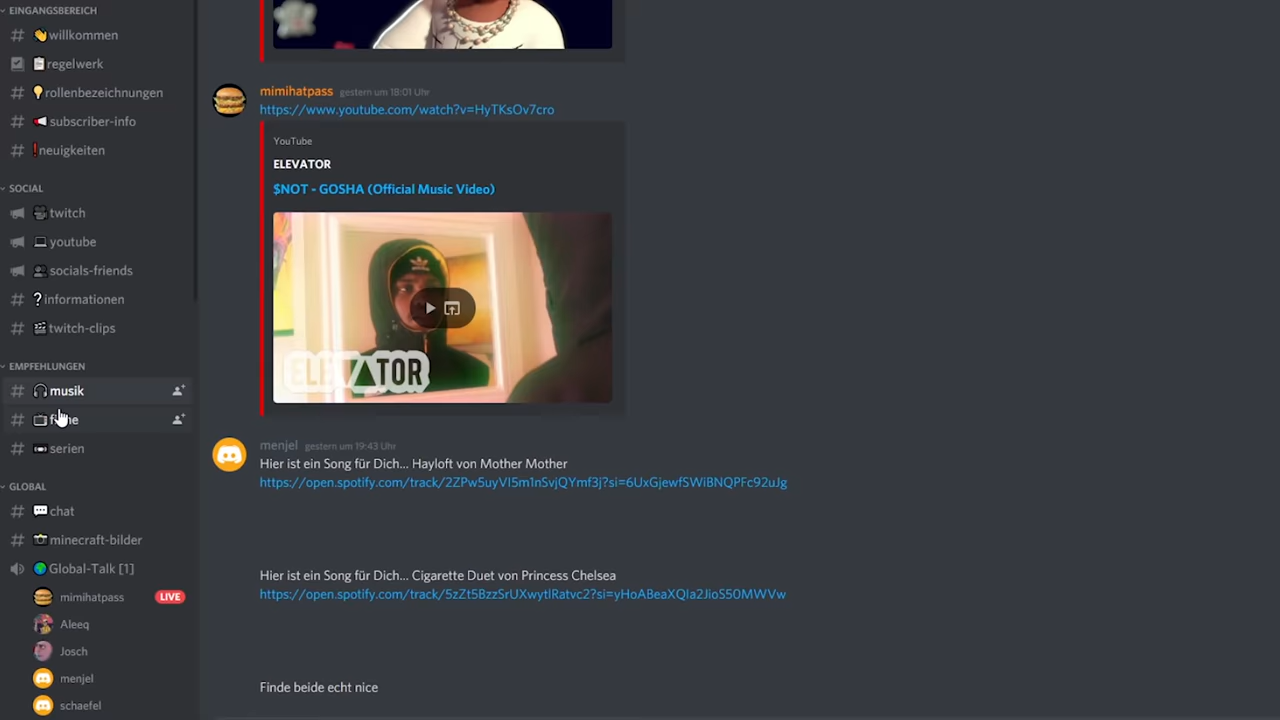 EINGANGSBEREICH
willkommen
regelwerk
rollenbezeichnungen
subscriber-info
neuigkeiten
SOCIAL
twitch
youtube
socials-friends
informationen
twitch-clips
EMPFEHLUNGEN
musik
serien
GLOBAL
chat
minecraft-bilder
Global-Talk [1]
mimihatpass LIVE
Aleeq
Josch
menjel
schaefel
mimihatpass gestern um 18:01 Uhr
https://www.youtube.com/watch?v=HyTKsOv7cro
YouTube
ELEVATOR
$NOT - GOSHA (Official Music Video)
ELEVATOR
menjel gestern um 19:43 Uhr
Hier ist ein Song für Dich... Hayloft von Mother Mother
https://open.spotify.com/track/2ZPw5uyVI5m1nSvjQYmf3j?si=6UxGjewfSWiBNQPFc92uJg
Hier ist ein Song für Dich... Cigarette Duet von Princess Chelsea
https://open.spotify.com/track/5zZt5BzzSrUXwytlRatvc2?si=yHoABeaXQla2JioS50MWVw
Finde beide echt nice